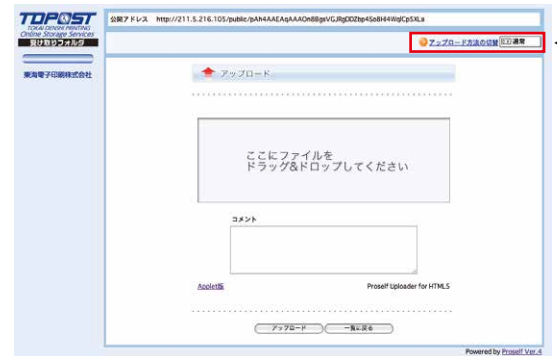 TOPOST
TOKAI DENSHI PRINTING
Online Storage Services
受け取りフォルダ
東海電子印刷株式会社
公開アドレス http://211.5.216.105/public/pAh4AAEAqAAAOn8BgsVGJRgDDZbp4So8H4WqlCp5XLa
アップロード方法の切替 通常
アップロード
ここにファイルを
ドラッグ&ドロップしてください
コメント
Applet版 Proself Uploader for HTML5
アップロード 一覧に戻る
Powered by Proself Ver.4